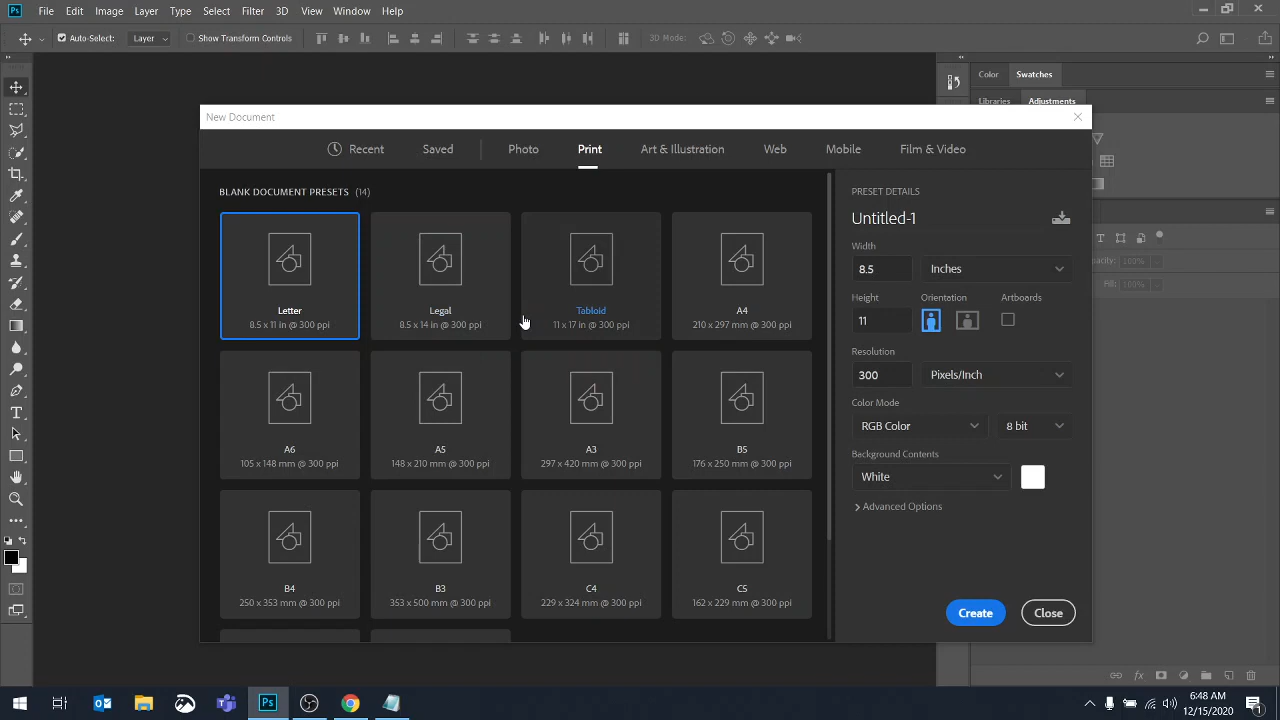 Ps File Edit Image Layer Type Select Filter 3D View Window Help
Auto-Select: Layer Show Transform Controls 3D Mode:
Color Swatches
Libraries Adjustments
New Document
Recent Saved Photo Print Art & Illustration Web Mobile Film & Video
BLANK DOCUMENT PRESETS (14)
Letter
8.5 x 11 in @ 300 ppi
Legal
8.5 x 14 in @ 300 ppi
Tabloid
11 x 17 in @ 300 ppi
A4
210 x 297 mm @ 300 ppi
A6
105 x 148 mm @ 300 ppi
A5
148 x 210 mm @ 300 ppi
A3
297 x 420 mm @ 300 ppi
B5
176 x 250 mm @ 300 ppi
B4
250 x 353 mm @ 300 ppi
B3
353 x 500 mm @ 300 ppi
C4
229 x 324 mm @ 300 ppi
C5
162 x 229 mm @ 300 ppi
PRESET DETAILS
Untitled-1
Width
8.5 Inches
Height Orientation Artboards
11
Resolution
300 Pixels/Inch
Color Mode
RGB Color 8 bit
Background Contents
White
Advanced Options
Create Close
100%
Fill: 100%
Ps
6:48 AM
12/15/2020